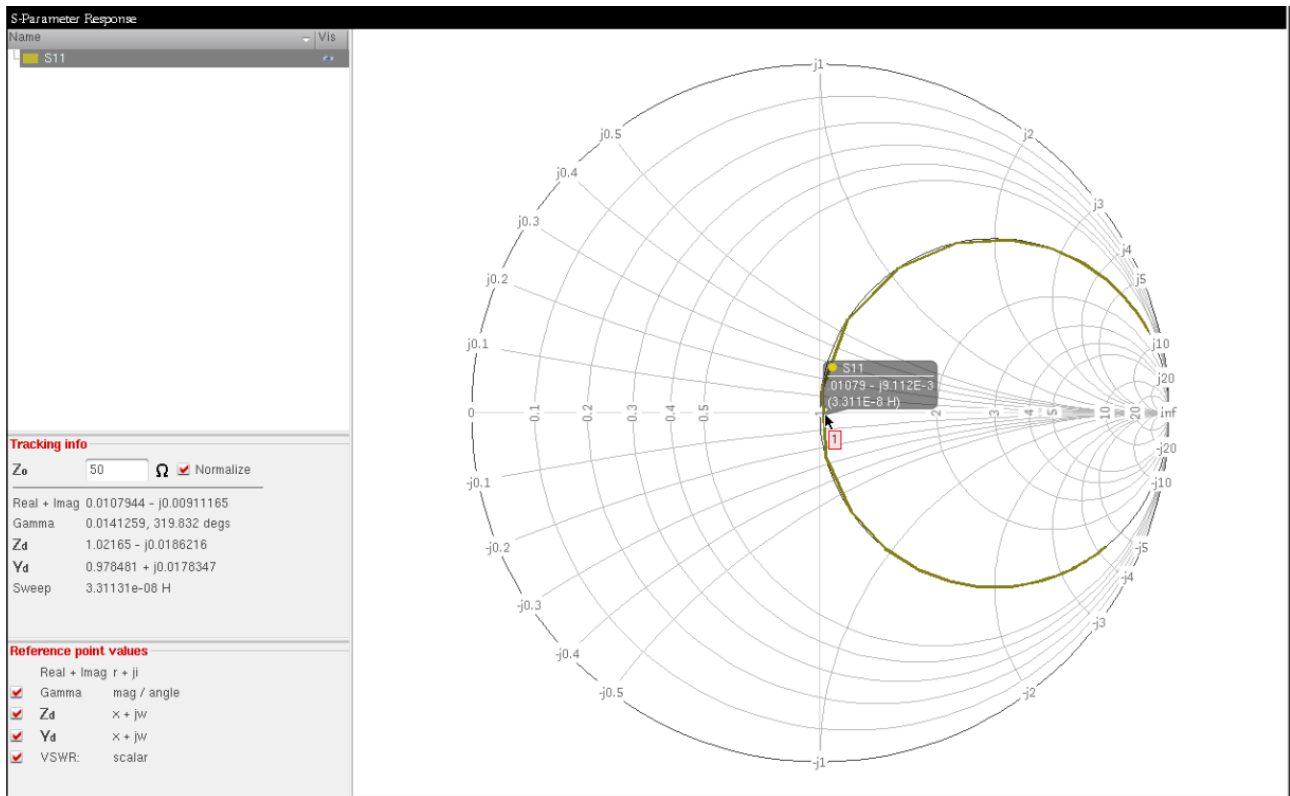 S-Parameter Response
Name Vis
S11
Tracking info
Zo 50 Ω Normalize
Real + Imag 0.0107944 - j0.00911165
Gamma 0.0141259, 319.832 degs
Zd 1.02165 - j0.0186216
Yd 0.978481 + j0.0178347
Sweep 3.31131e-08 H
Reference point values
Real + Imag r + ji
Gamma mag / angle
Zd x + jw
Yd x + jw
VSWR: scalar
j1
j0.5 j2
j0.4
j0.3 j3
j4
j0.2 j5
j0.1 j10
j20
S11
.01079 - j9.112E-3
(3.311E-8 H)
0 0.1 0.2 0.3 0.4 0.5 1 2 3 4 5 10 20 inf
1
-j20
-j0.1 -j10
-j0.2 -j5
-j4
-j0.3 -j3
-j0.4
-j0.5 -j2
-j1